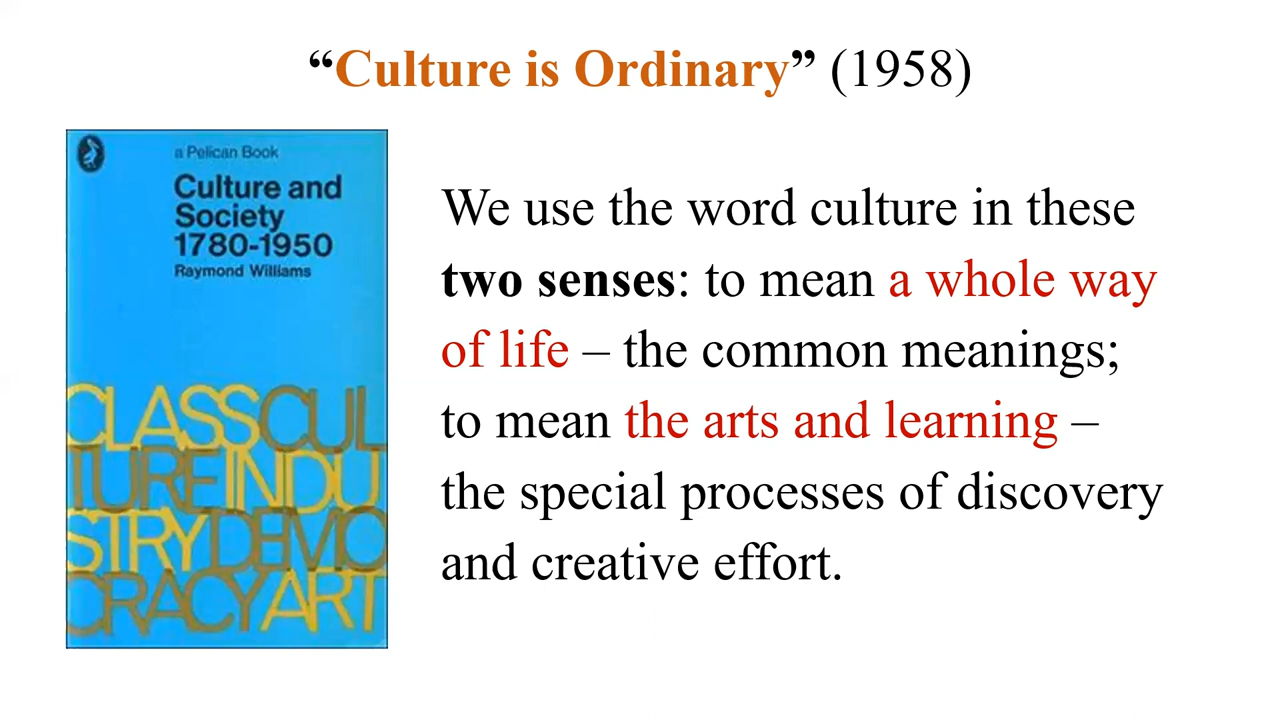 “Culture is Ordinary” (1958)
a Pelican Book
Culture and
Society
1780-1950
Raymond Williams
CLASSCUL
TUREINDU
STRYDEMO
CRACYART
We use the word culture in these
two senses: to mean a whole way
of life – the common meanings;
to mean the arts and learning –
the special processes of discovery
and creative effort.